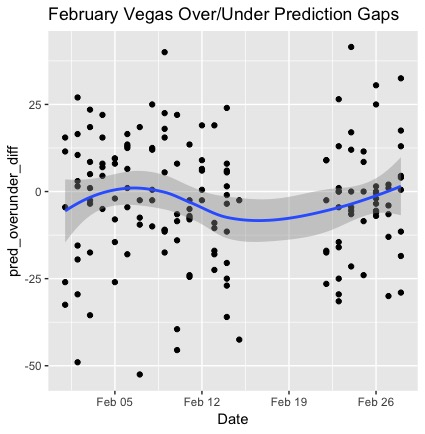 February Vegas Over/Under Prediction Gaps
pred_overunder_diff
25
0
-25
-50
Feb 05 Feb 12 Feb 19 Feb 26
Date